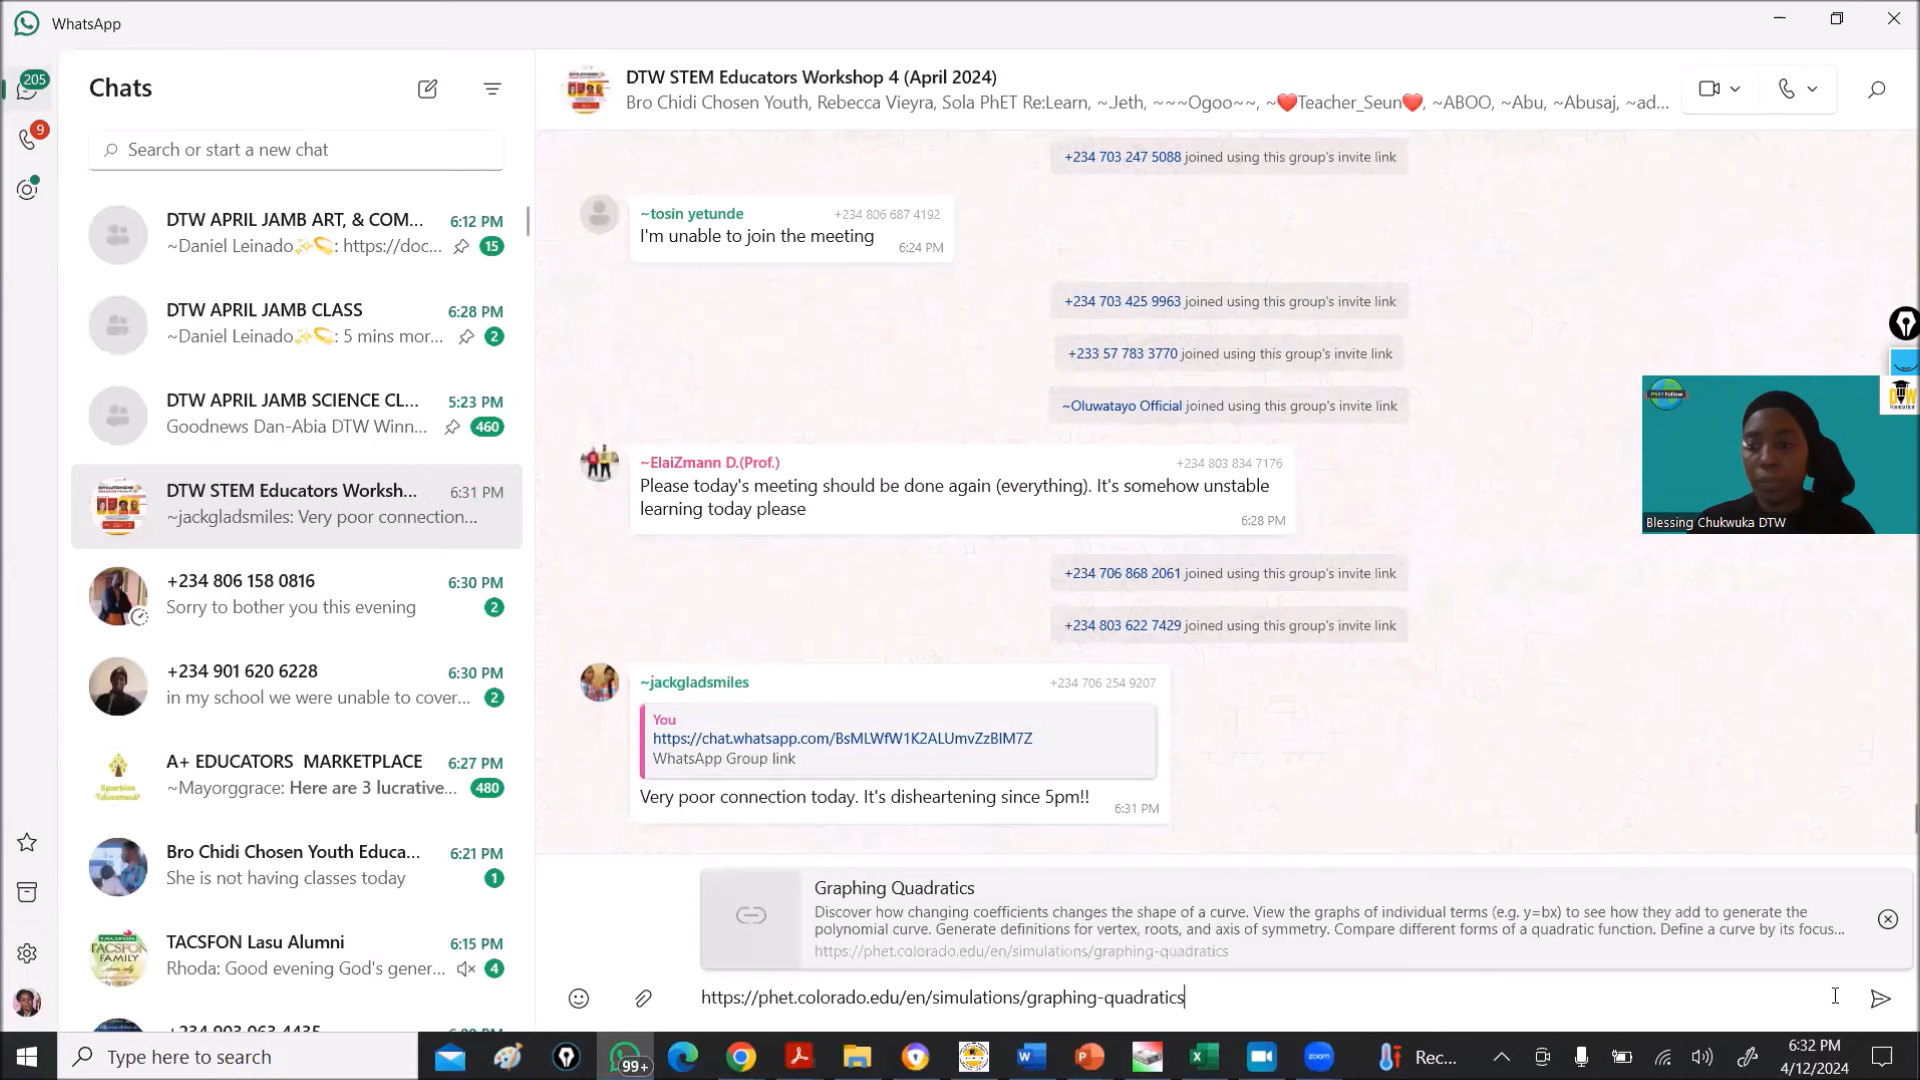 WhatsApp
205
9
Chats
Search or start a new chat
DTW APRIL JAMB ART, & COM... 6:12 PM
~Daniel Leinado✨💫: https://doc... 15
DTW APRIL JAMB CLASS 6:28 PM
~Daniel Leinado✨💫: 5 mins mor... 2
DTW APRIL JAMB SCIENCE CL... 5:23 PM
Goodnews Dan-Abia DTW Winn... 460
DTW STEM Educators Worksh... 6:31 PM
~jackgladsmiles: Very poor connection...
+234 806 158 0816 6:30 PM
Sorry to bother you this evening 2
+234 901 620 6228 6:30 PM
in my school we were unable to cover... 2
A+ EDUCATORS MARKETPLACE 6:27 PM
~Mayorggrace: Here are 3 lucrative... 480
Bro Chidi Chosen Youth Educa... 6:21 PM
She is not having classes today 1
TACSFON Lasu Alumni 6:15 PM
Rhoda: Good evening God's gener... 4
DTW STEM Educators Workshop 4 (April 2024)
Bro Chidi Chosen Youth, Rebecca Vieyra, Sola PhET Re:Learn, ~Jeth, ~~~Ogoo~~, ~❤️Teacher_Seun❤️, ~ABOO, ~Abu, ~Abusaj, ~ad...
+234 703 247 5088 joined using this group's invite link
~tosin yetunde +234 806 687 4192
I'm unable to join the meeting
6:24 PM
+234 703 425 9963 joined using this group's invite link
+233 57 783 3770 joined using this group's invite link
~Oluwatayo Official joined using this group's invite link
~ElaiZmann D.(Prof.) +234 803 834 7176
Please today's meeting should be done again (everything). It's somehow unstable
learning today please
6:28 PM
+234 706 868 2061 joined using this group's invite link
+234 803 622 7429 joined using this group's invite link
~jackgladsmiles +234 706 254 9207
You
https://chat.whatsapp.com/BsMLWfW1K2ALUmvZzBlM7Z
WhatsApp Group link
Very poor connection today. It's disheartening since 5pm!!
6:31 PM
Blessing Chukwuka DTW
Graphing Quadratics
Discover how changing coefficients changes the shape of a curve. View the graphs of individual terms (e.g. y=bx) to see how they add to generate the
polynomial curve. Generate definitions for vertex, roots, and axis of symmetry. Compare different forms of a quadratic function. Define a curve by its focus...
https://phet.colorado.edu/en/simulations/graphing-quadratics
https://phet.colorado.edu/en/simulations/graphing-quadratics
Type here to search
99+
zoom
Rec...
6:32 PM
4/12/2024